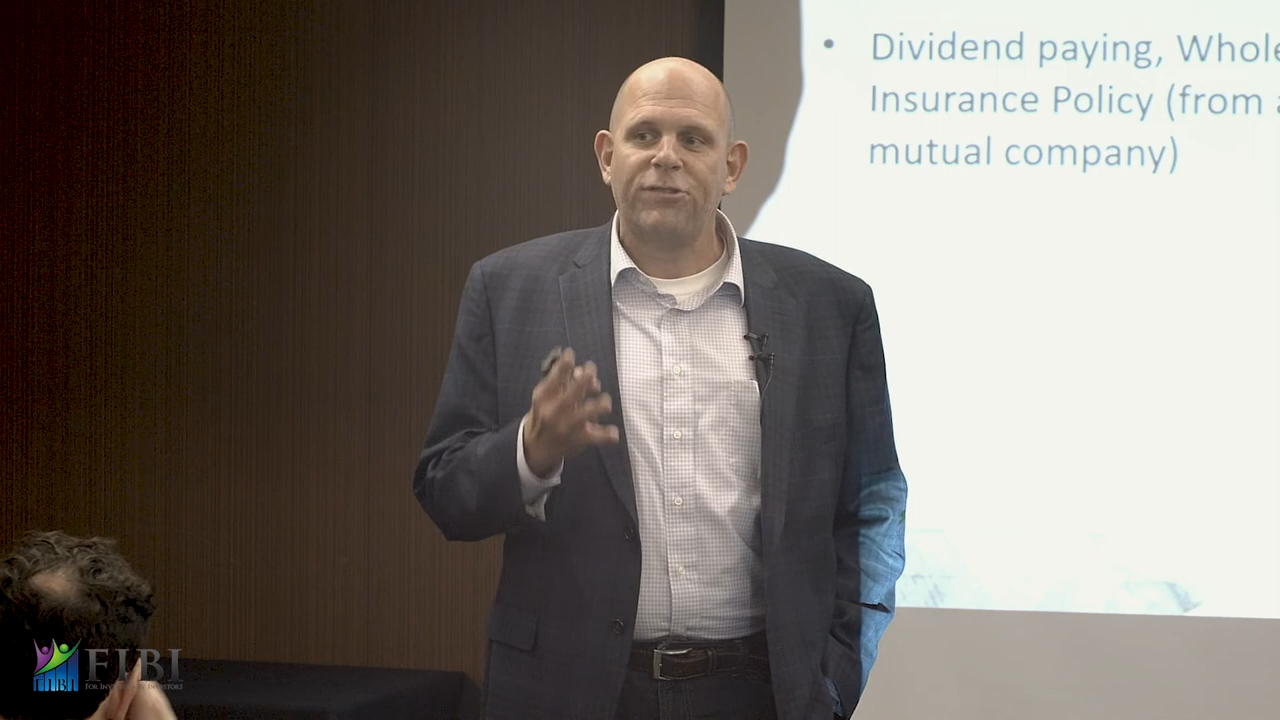 • Dividend paying, Whole
Insurance Policy (from a
mutual company)
FIBI